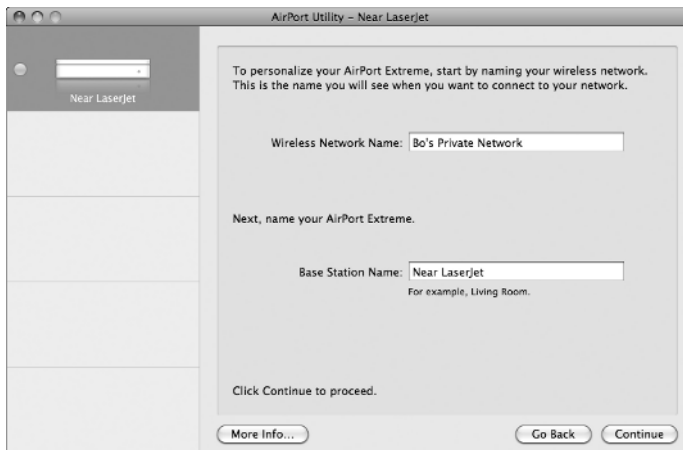 AirPort Utility – Near LaserJet
Near LaserJet
To personalize your AirPort Extreme, start by naming your wireless network.
This is the name you will see when you want to connect to your network.
Wireless Network Name: Bo's Private Network
Next, name your AirPort Extreme.
Base Station Name: Near LaserJet
For example, Living Room.
Click Continue to proceed.
More Info... Go Back Continue